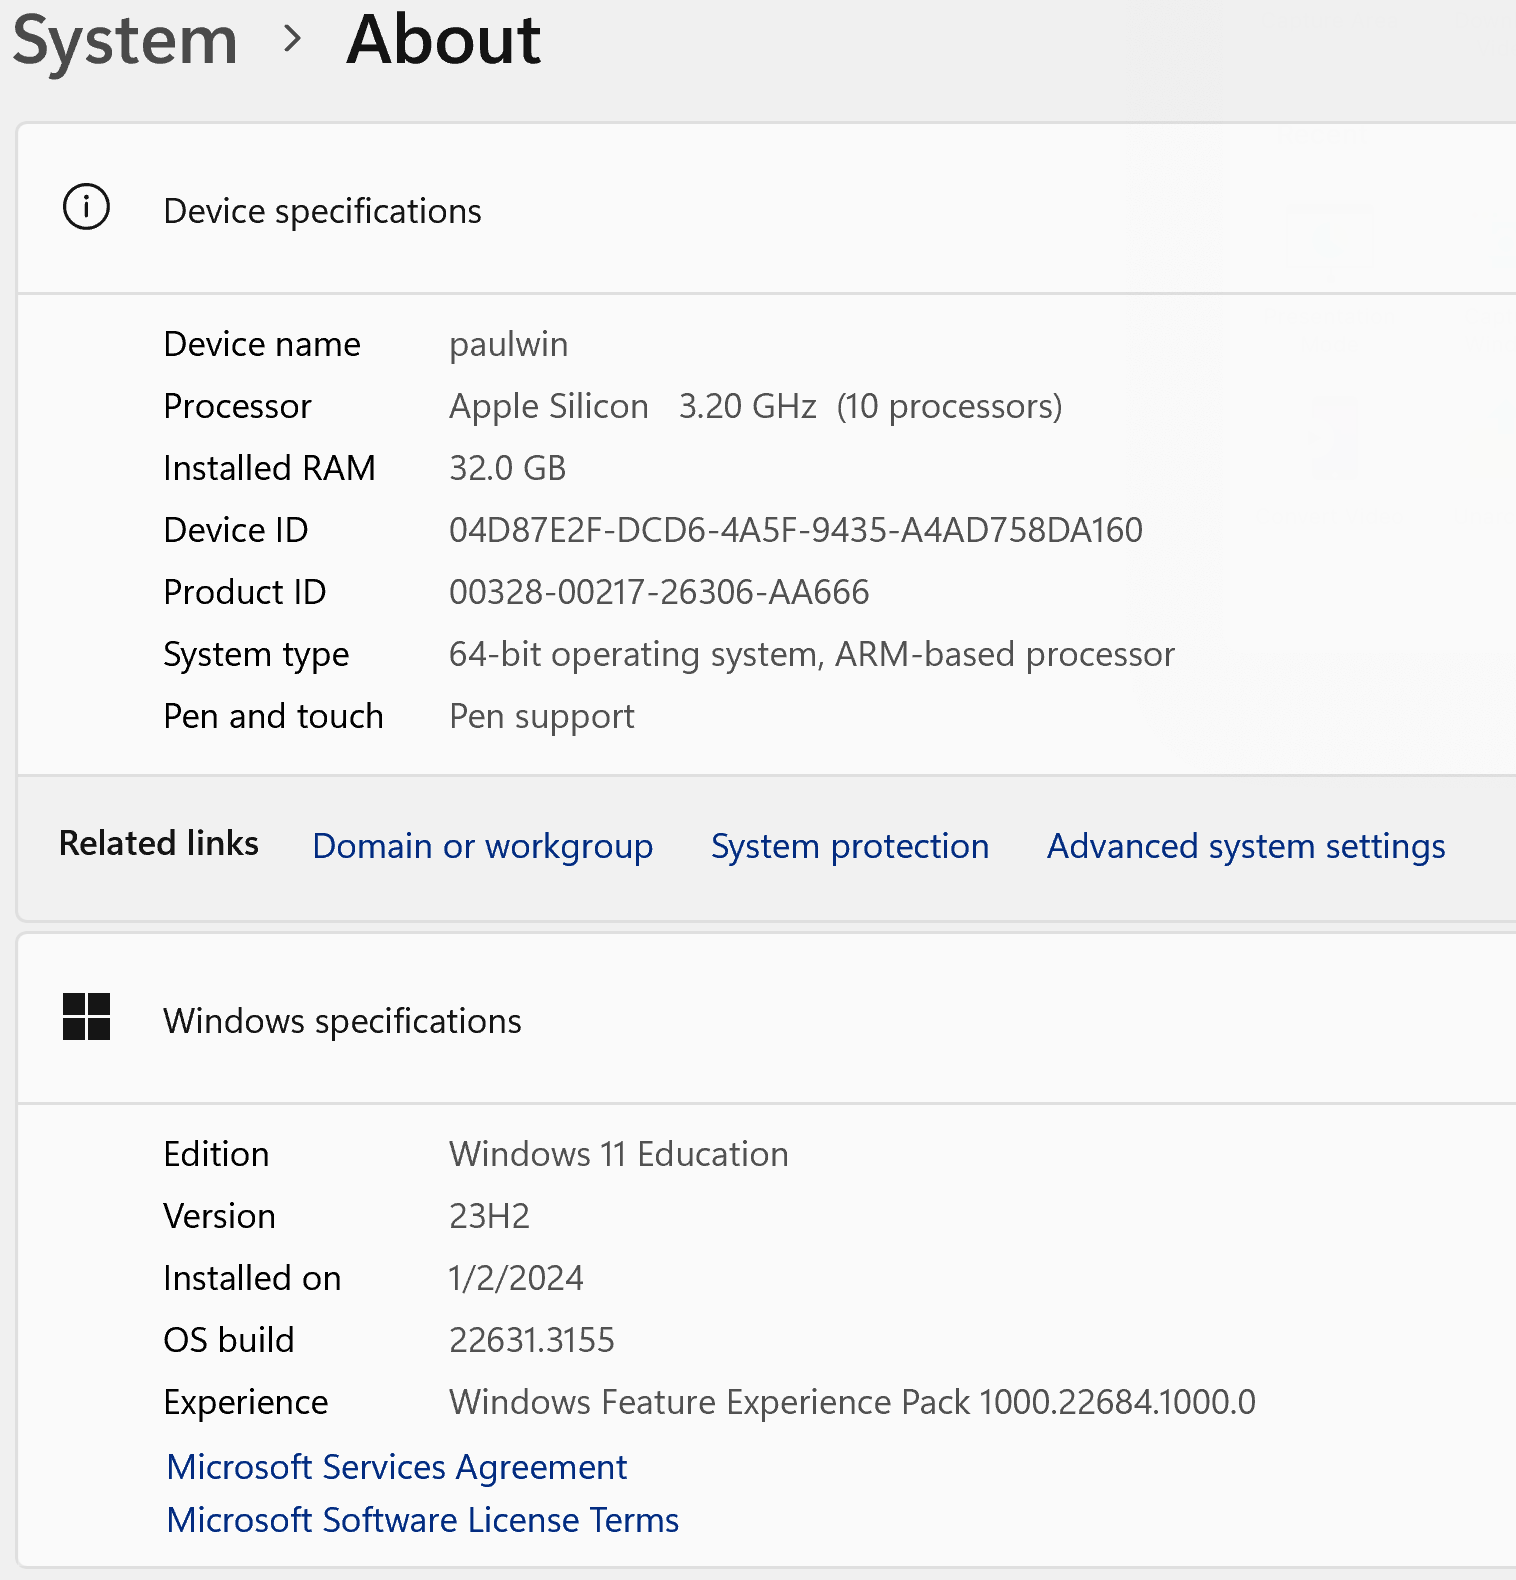 System > About
Device specifications
Device name paulwin
Processor Apple Silicon 3.20 GHz (10 processors)
Installed RAM 32.0 GB
Device ID 04D87E2F-DCD6-4A5F-9435-A4AD758DA160
Product ID 00328-00217-26306-AA666
System type 64-bit operating system, ARM-based processor
Pen and touch Pen support
Related links Domain or workgroup System protection Advanced system settings
Windows specifications
Edition Windows 11 Education
Version 23H2
Installed on 1/2/2024
OS build 22631.3155
Experience Windows Feature Experience Pack 1000.22684.1000.0
Microsoft Services Agreement
Microsoft Software License Terms